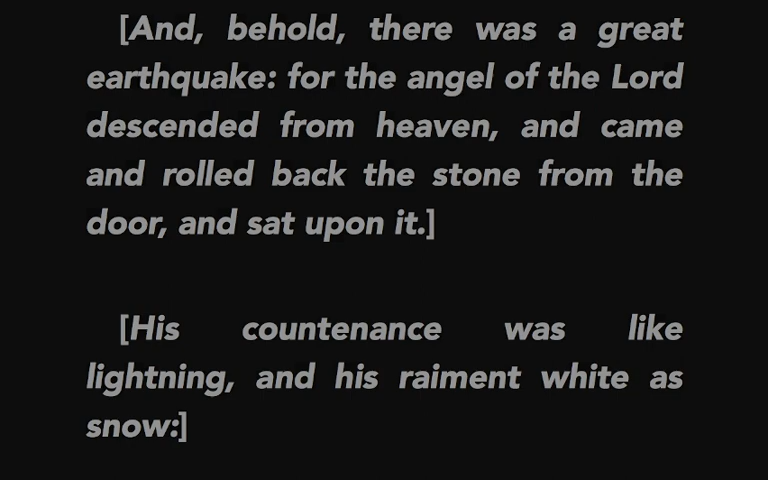 [And, behold, there was a great
earthquake: for the angel of the Lord
descended from heaven, and came
and rolled back the stone from the
door, and sat upon it.]
[His countenance was like
lightning, and his raiment white as
snow:]